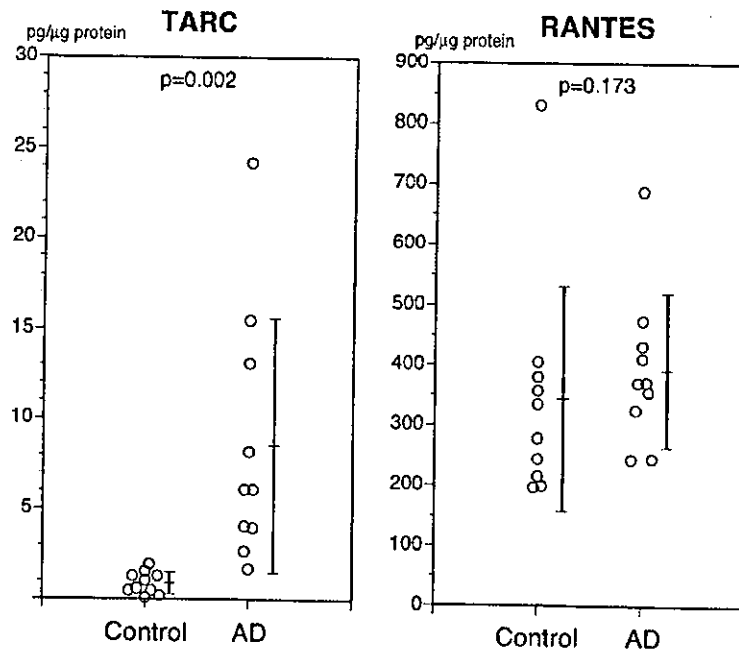 TARC
pg/μg protein
p=0.002
30
25
20
15
10
5
Control AD
RANTES
pg/μg protein
p=0.173
900
800
700
600
500
400
300
200
100
0
Control AD